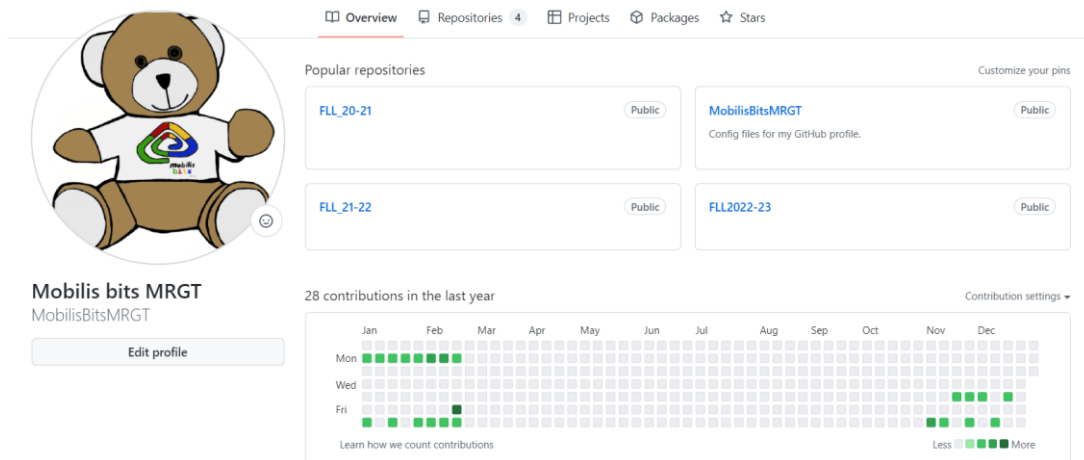 Overview Repositories 4 Projects Packages Stars
Popular repositories Customize your pins
FLL_20-21 Public
MobilisBitsMRGT Public
Config files for my GitHub profile.
FLL_21-22 Public
FLL2022-23 Public
mobilis
bits
Mobilis bits MRGT
MobilisBitsMRGT
Edit profile
28 contributions in the last year Contribution settings
Jan Feb Mar Apr May Jun Jul Aug Sep Oct Nov Dec
Mon
Wed
Fri
Learn how we count contributions Less More